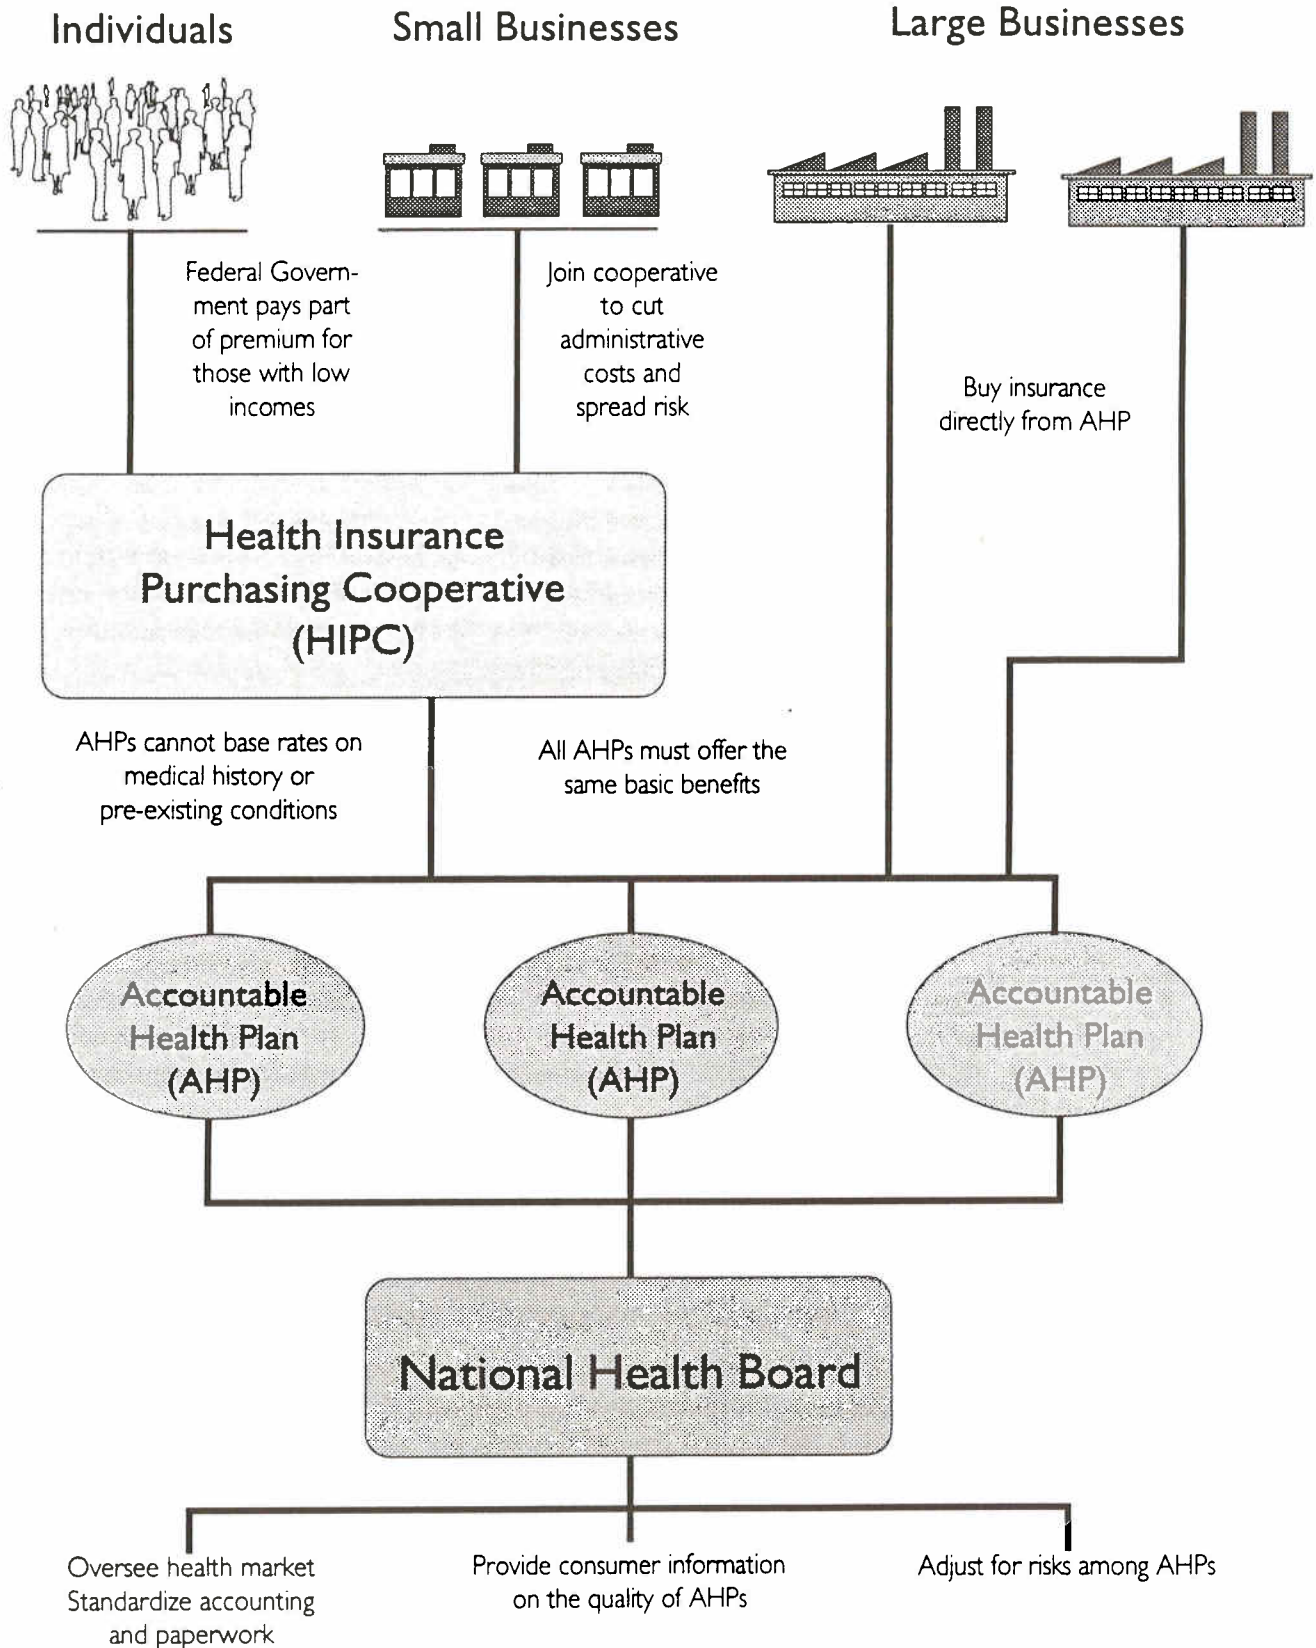 Individuals
Small Businesses
Large Businesses
Federal Govern-
ment pays part
of premium for
those with low
incomes
Join cooperative
to cut
administrative
costs and
spread risk
Buy insurance
directly from AHP
Health Insurance
Purchasing Cooperative
(HIPC)
AHPs cannot base rates on
medical history or
pre-existing conditions
All AHPs must offer the
same basic benefits
Accountable
Health Plan
(AHP)
Accountable
Health Plan
(AHP)
Accountable
Health Plan
(AHP)
National Health Board
Oversee health market
Standardize accounting
and paperwork
Provide consumer information
on the quality of AHPs
Adjust for risks among AHPs